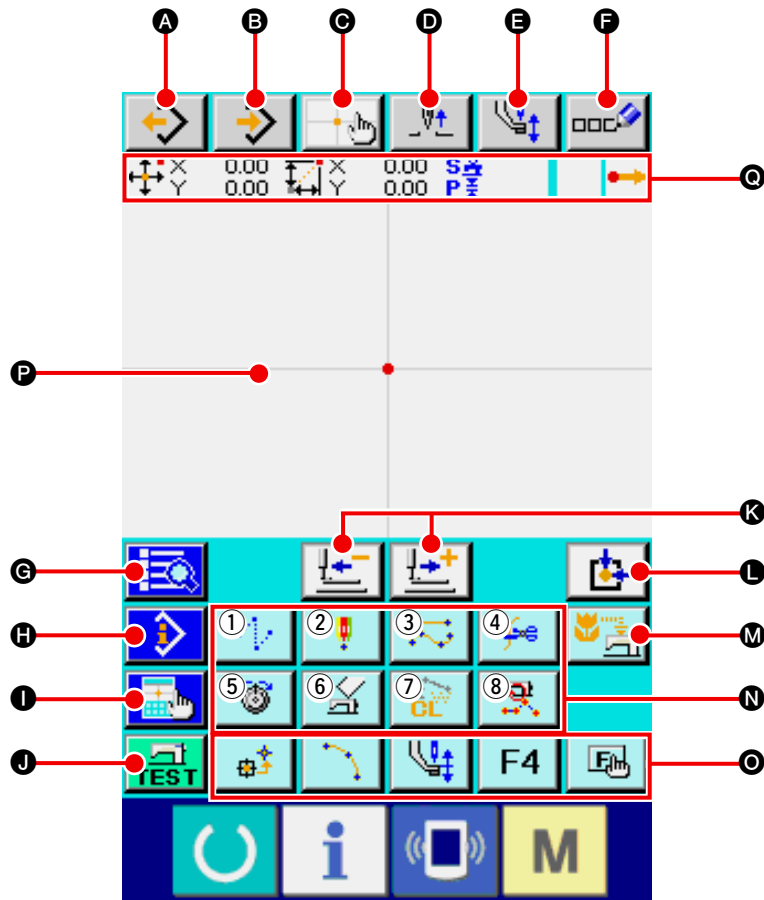 A B C D E F
X 0.00 X 0.00 S
Y 0.00 Y 0.00 P
Q
P
K
G L
H 1 2 3 4 M
I 5 6 7 CL 8 N
J TEST F4 F O
i M